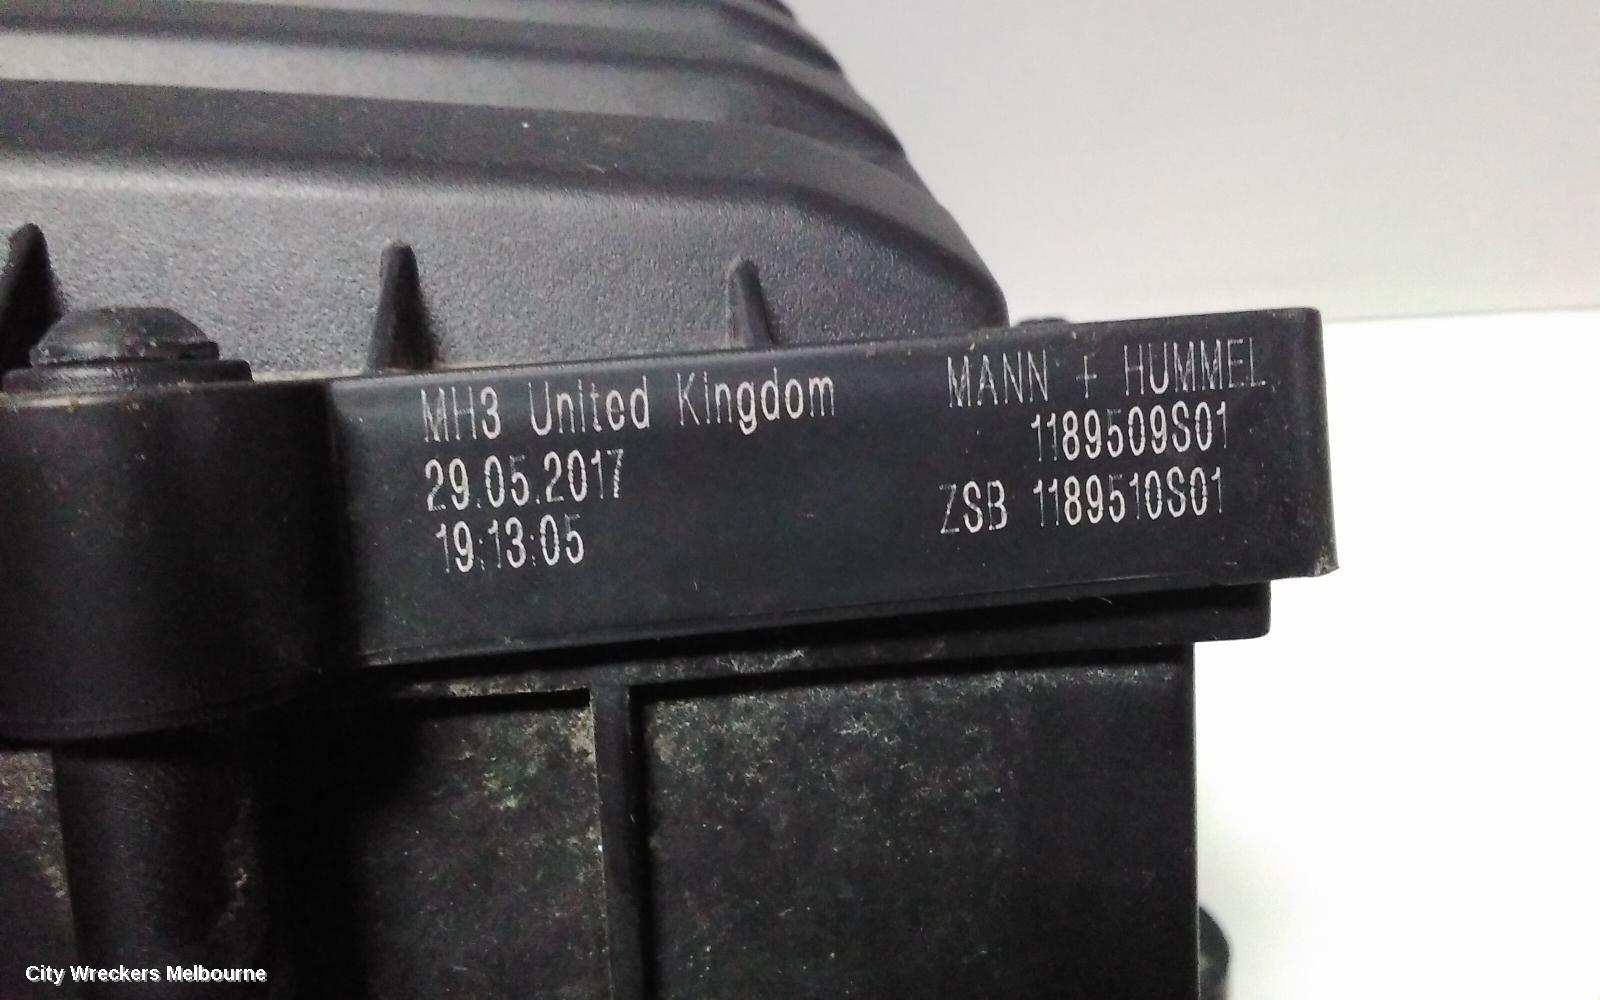 MH3 United Kingdom
29.05.2017
19:13:05
MANN + HUMMEL
1189509S01
ZSB 1189510S01
City Wreckers Melbourne